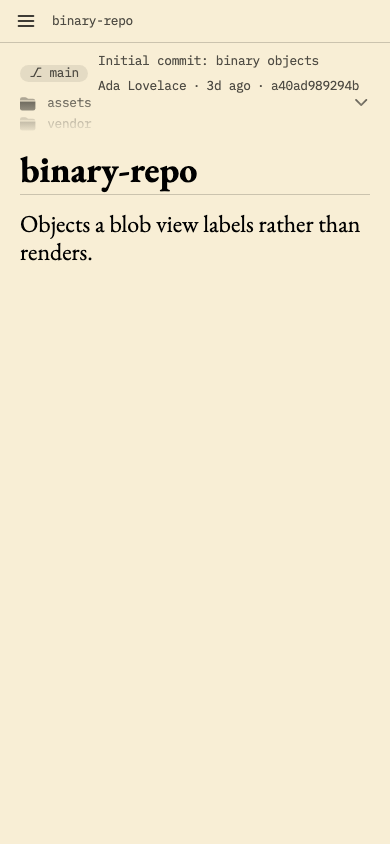 binary-repo
main
Initial commit: binary objects
Ada Lovelace · 3d ago · a40ad989294b
assets
vendor
binary-repo
Objects a blob view labels rather than
renders.